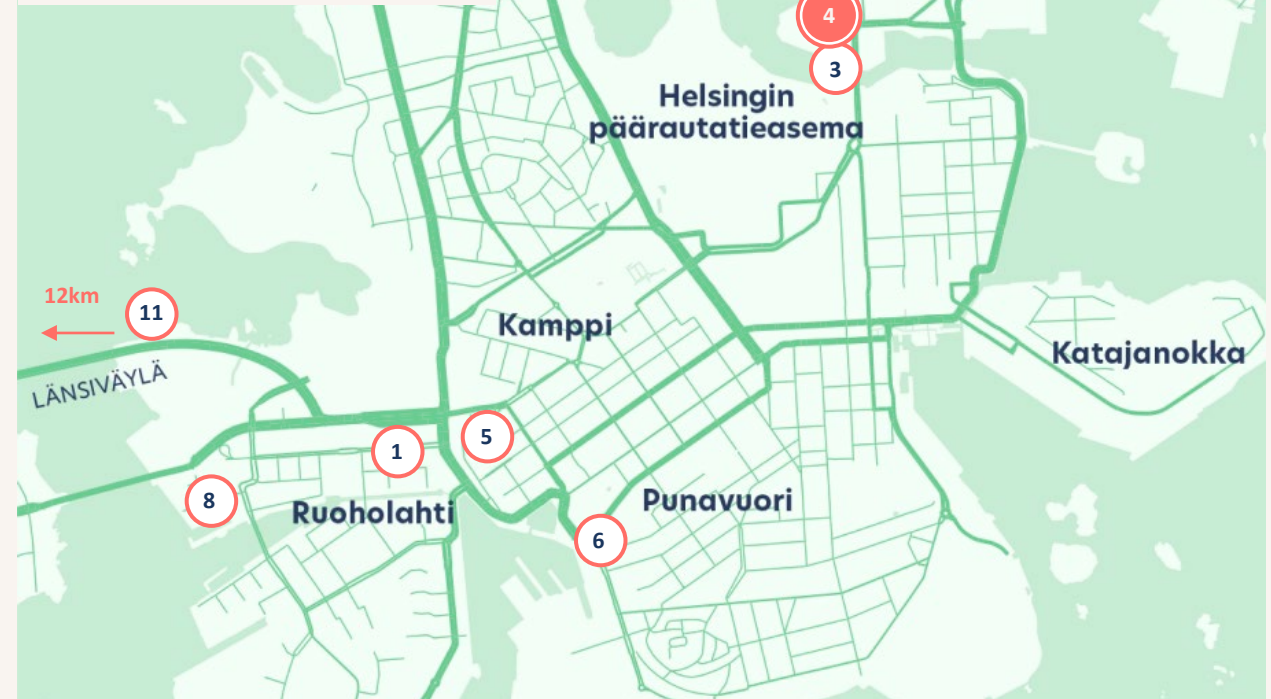 4
3
Helsingin
päärautatieasema
12km
11
Kamppi
Katajanokka
LÄNSIVÄYLÄ
5
1
8
Ruoholahti
Punavuori
6